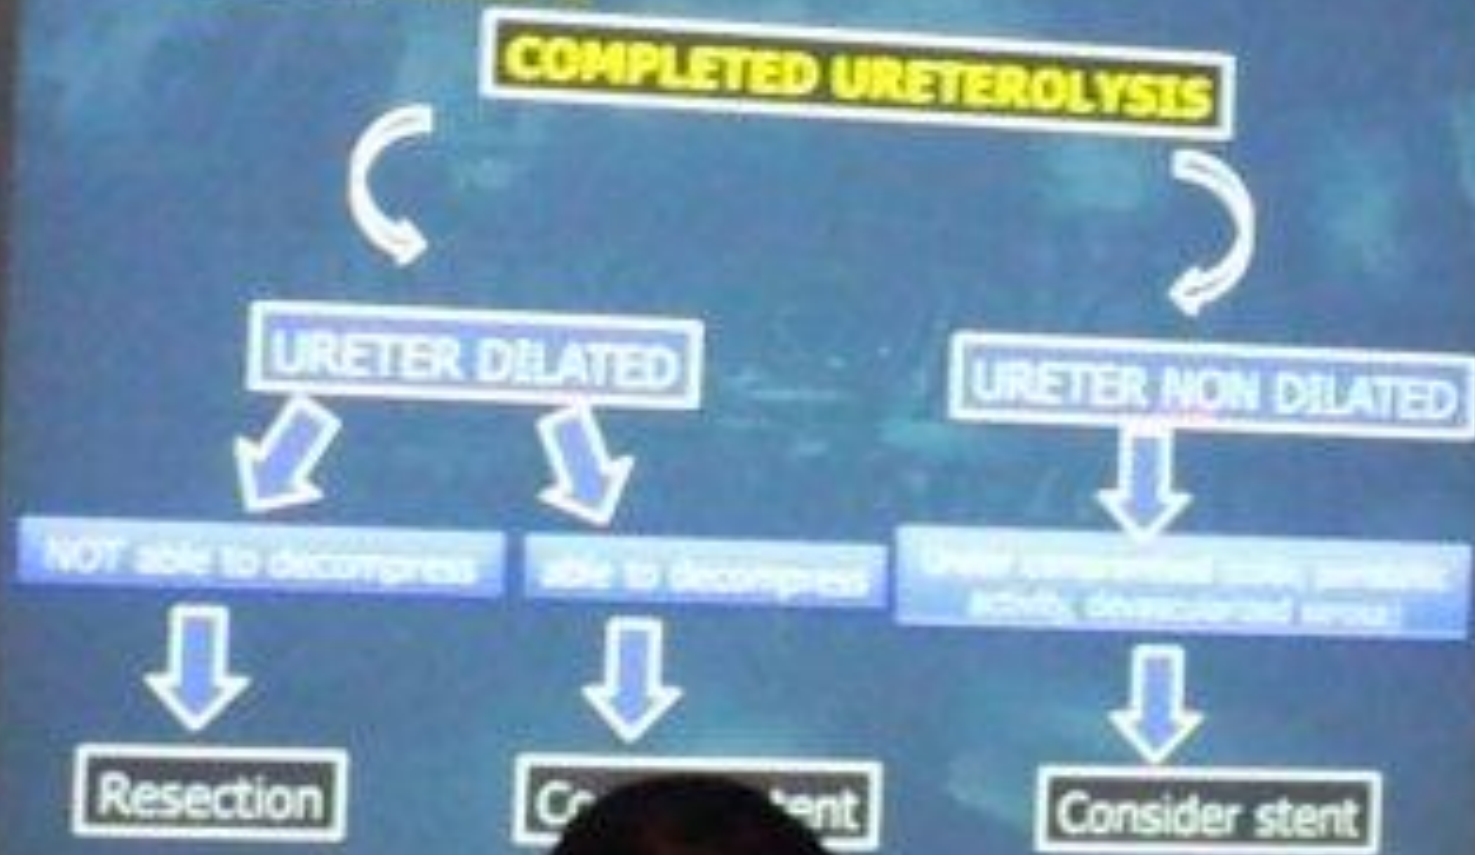 COMPLETED URETEROLYSIS
URETER DILATED
URETER NON DILATED
NOT able to decompress
able to decompress
Resection
Consider stent